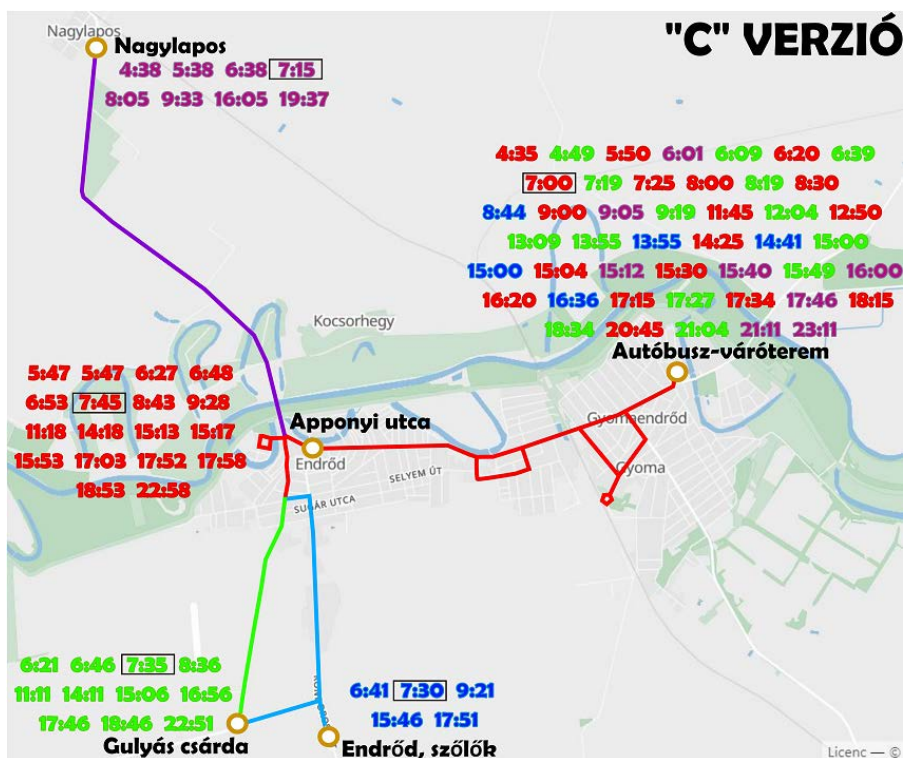 "C" VERZIÓ
Nagylapos
Nagylapos
4:38 5:38 6:38 7:15
8:05 9:33 16:05 19:37
4:35 4:49 5:50 6:01 6:09 6:20 6:39
7:00 7:19 7:25 8:00 8:19 8:30
8:44 9:00 9:05 9:19 11:45 12:04 12:50
13:09 13:55 13:55 14:25 14:41 15:00
15:00 15:04 15:12 15:30 15:40 15:49 16:00
16:20 16:36 17:15 17:27 17:34 17:46 18:15
18:34 20:45 21:04 21:11 23:11
Autóbusz-váróterem
Kocsorhegy
5:47 5:47 6:27 6:48
6:53 7:45 8:43 9:28
11:18 14:18 15:13 15:17
15:53 17:03 17:52 17:58
18:53 22:58
Apponyi utca
Endrőd
Gyomaendrőd
Gyoma
SELYEM ÚT
SUGÁR UTCA
6:21 6:46 7:35 8:36
11:11 14:11 15:06 16:56
17:46 18:46 22:51
Gulyás csárda
6:41 7:30 9:21
15:46 17:51
Endrőd, szőlők
Licenc — ©